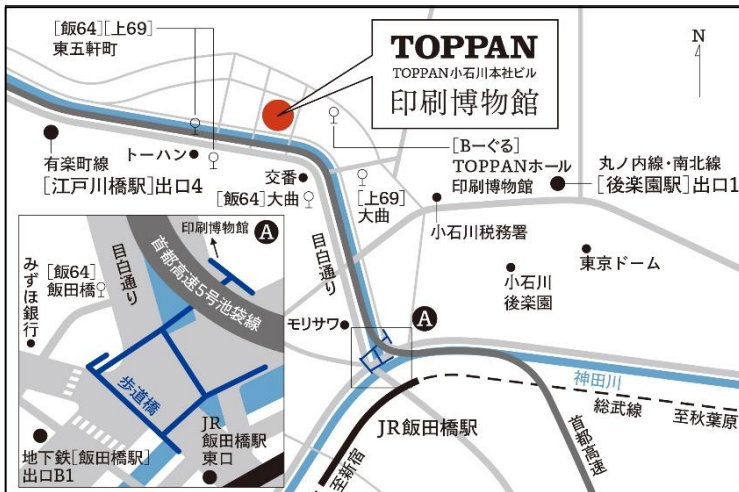 [飯64][上69]
東五軒町
TOPPAN
TOPPAN小石川本社ビル
印刷博物館
N
有楽町線
[江戸川橋駅]出口4
トーハン
交番
[飯64]大曲
[上69]
大曲
[Bーぐる]
TOPPANホール
印刷博物館
丸ノ内線・南北線
[後楽園駅]出口1
小石川税務署
小石川
後楽園
東京ドーム
目白通り
モリサワ
A
神田川
総武線
至秋葉原
首都高速
JR飯田橋駅
至新宿
印刷博物館
A
首都高速5号池袋線
目白通り
[飯64]
飯田橋
みずほ銀行
歩道橋
JR
飯田橋駅
東口
地下鉄[飯田橋駅]
出口B1